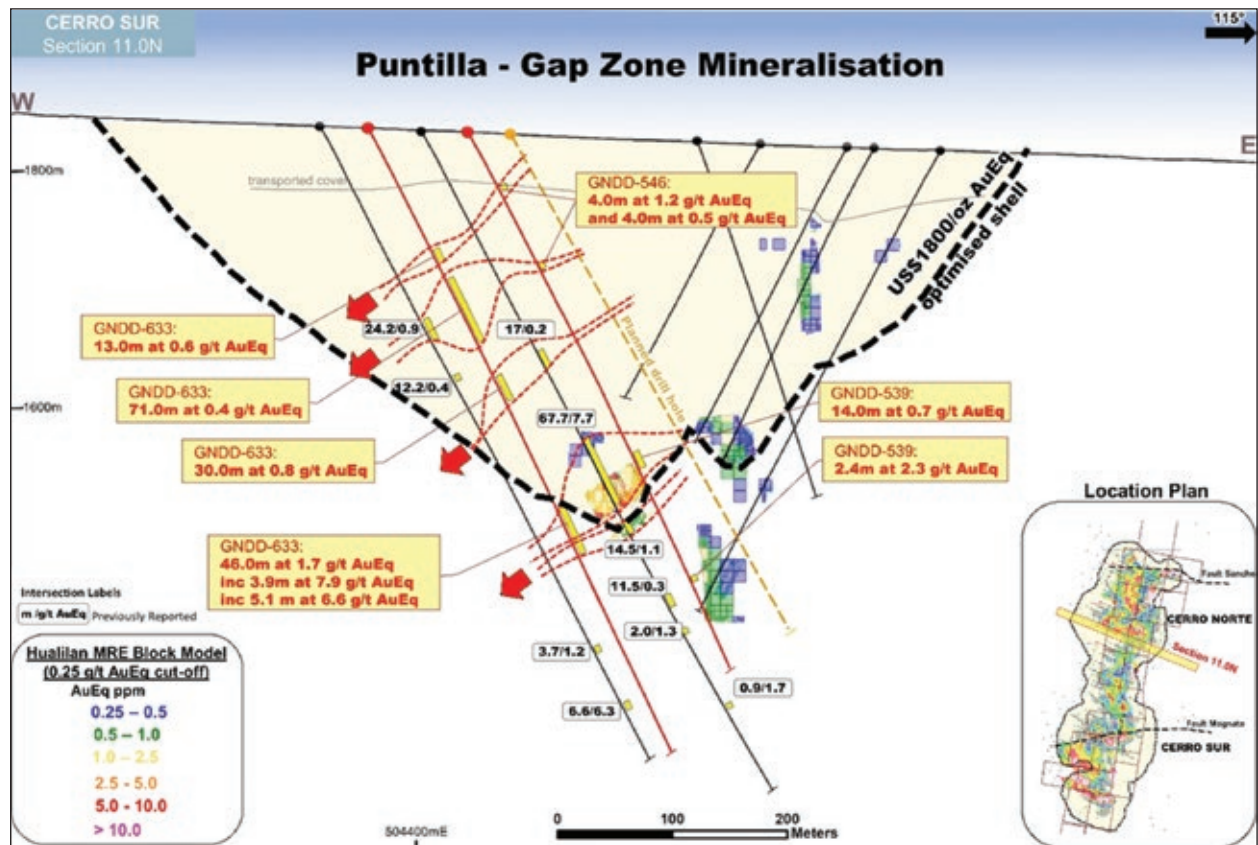 CERRO SUR
Section 11.0N
115°
Puntilla - Gap Zone Mineralisation
W
E
1800m
transported cover
GNDD-546:
4.0m at 1.2 g/t AuEq
and 4.0m at 0.5 g/t AuEq
US$1800/oz AuEq
optimised shell
GNDD-633:
13.0m at 0.6 g/t AuEq
24.2/0.9
17/0.2
Planned drill hole
12.2/0.4
GNDD-633:
71.0m at 0.4 g/t AuEq
1600m
67.7/7.7
GNDD-539:
14.0m at 0.7 g/t AuEq
GNDD-633:
30.0m at 0.8 g/t AuEq
GNDD-539:
2.4m at 2.3 g/t AuEq
GNDD-633:
46.0m at 1.7 g/t AuEq
inc 3.9m at 7.9 g/t AuEq
inc 5.1 m at 6.6 g/t AuEq
14.5/1.1
11.5/0.3
2.0/1.3
3.7/1.2
0.9/1.7
6.6/6.3
Intersection Labels
m /g/t AuEq Previously Reported
Hualilan MRE Block Model
(0.25 g/t AuEq cut-off)
AuEq ppm
0.25 – 0.5
0.5 – 1.0
1.0 – 2.5
2.5 - 5.0
5.0 - 10.0
> 10.0
504400mE
0 100 200
Meters
Location Plan
Fault Sanchez
CERRO NORTE
Section 11.0N
Fault Magnata
CERRO SUR